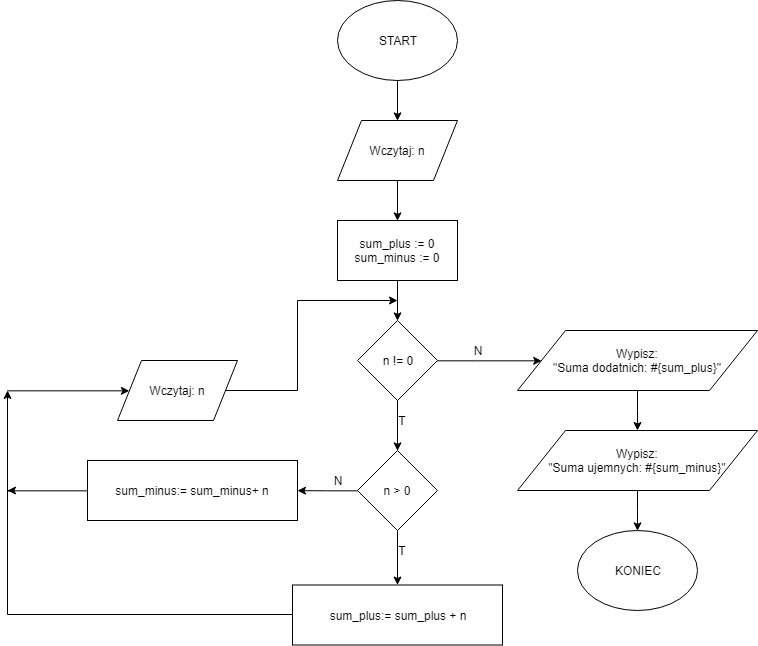 START
Wczytaj: n
sum_plus := 0
sum_minus := 0
n != 0
N
Wypisz:
"Suma dodatnich: #{sum_plus}"
Wczytaj: n
T
Wypisz:
"Suma ujemnych: #{sum_minus}"
n > 0
N
sum_minus:= sum_minus+ n
T
KONIEC
sum_plus:= sum_plus + n